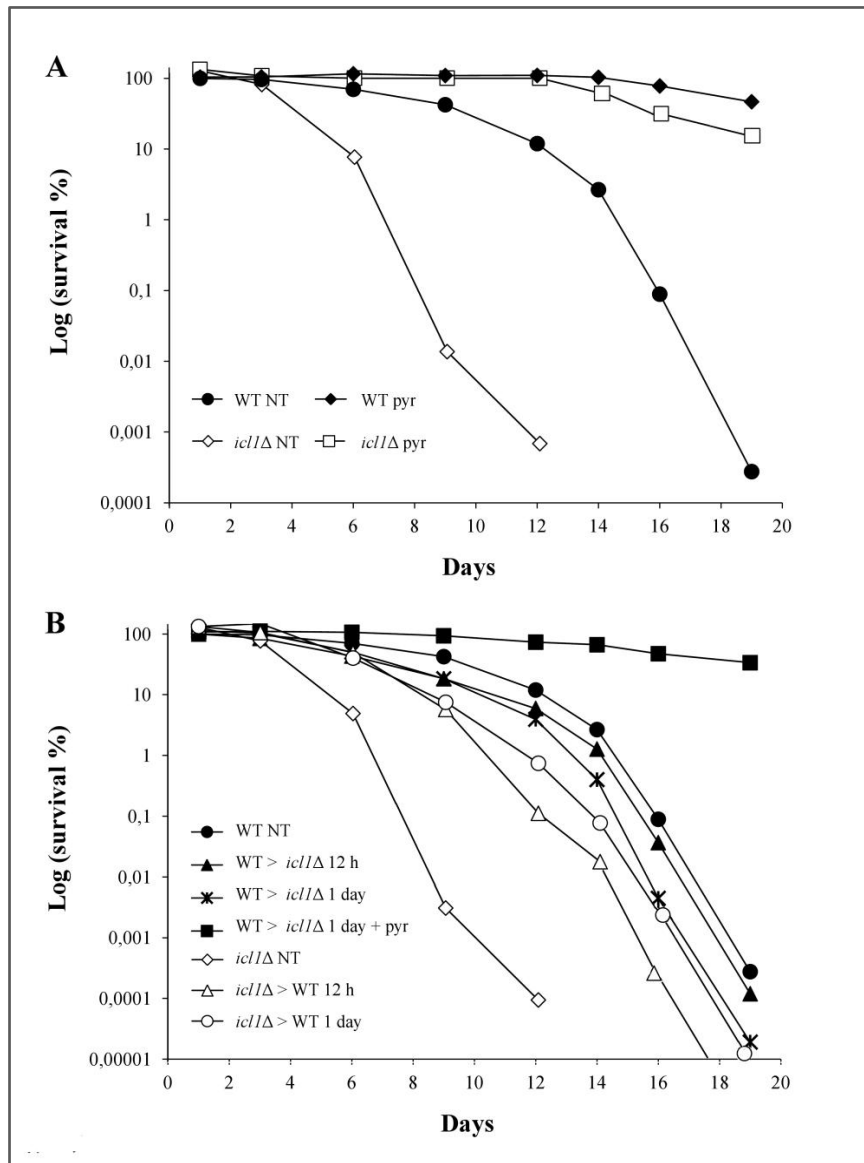 A
100
10
1
0,1
0,01
0,001
0,0001
Log (survival %)
WT NT
WT pyr
icl1Δ NT
icl1Δ pyr
0 2 4 6 8 10 12 14 16 18 20
Days
B
100
10
1
0,1
0,01
0,001
0,0001
0,00001
Log (survival %)
WT NT
WT > icl1Δ 12 h
WT > icl1Δ 1 day
WT > icl1Δ 1 day + pyr
icl1Δ NT
icl1Δ > WT 12 h
icl1Δ > WT 1 day
0 2 4 6 8 10 12 14 16 18 20
Days